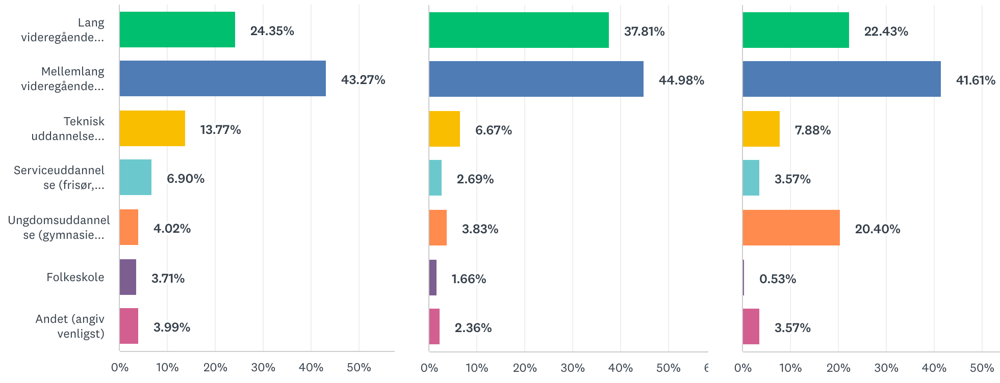 Lang
videregående...
24.35%
37.81%
22.43%
Mellemlang
videregående...
43.27%
44.98%
41.61%
Teknisk
uddannelse...
13.77%
6.67%
7.88%
Serviceuddannel
se (frisør,...
6.90%
2.69%
3.57%
Ungdomsuddannel
se (gymnasie...
4.02%
3.83%
20.40%
Folkeskole
3.71%
1.66%
0.53%
Andet (angiv
venligst)
3.99%
2.36%
3.57%
0% 10% 20% 30% 40% 50%
0% 10% 20% 30% 40% 50%
0% 10% 20% 30% 40% 50%